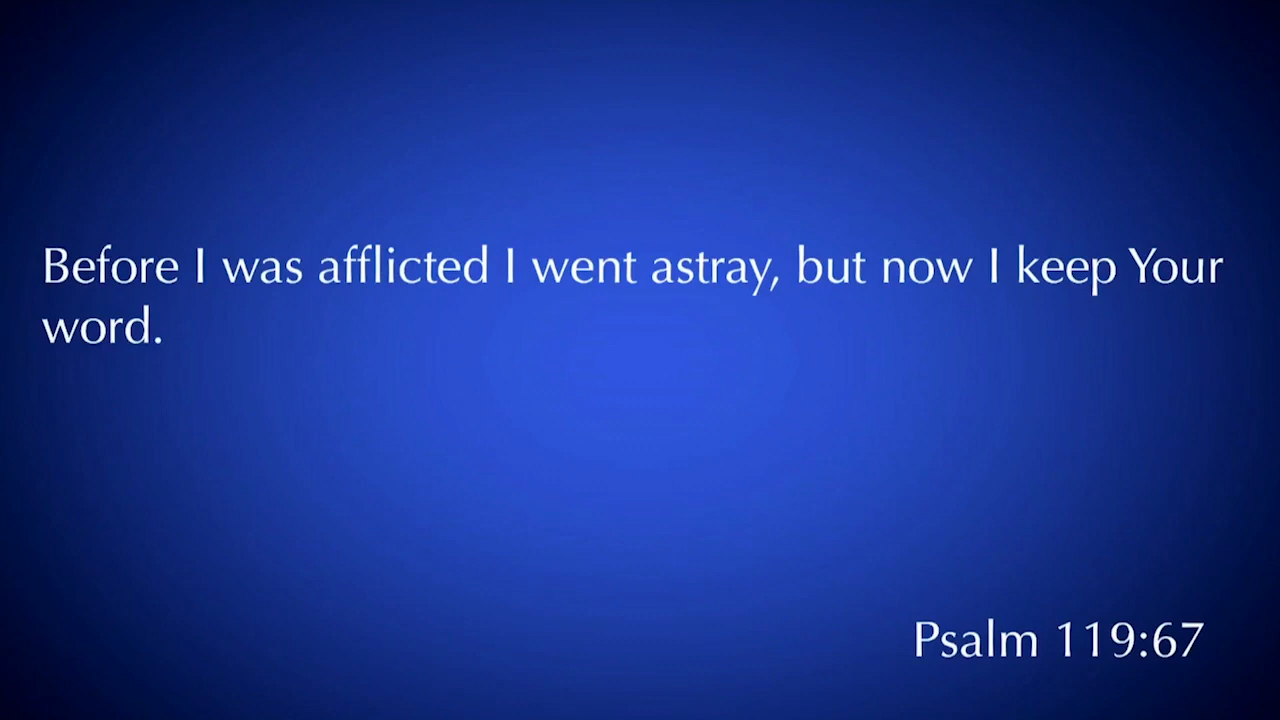 Before I was afflicted I went astray, but now I keep Your
word.
Psalm 119:67